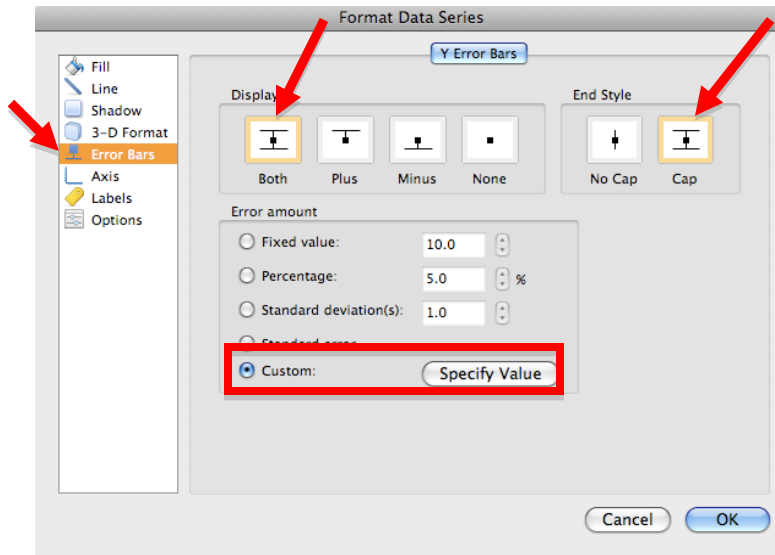 Format Data Series
Fill
Line
Shadow
3-D Format
Error Bars
Axis
Labels
Options
Y Error Bars
Display
Both
Plus
Minus
None
End Style
No Cap
Cap
Error amount
Fixed value: 10.0
Percentage: 5.0 %
Standard deviation(s): 1.0
Standard error
Custom: Specify Value
Cancel
OK